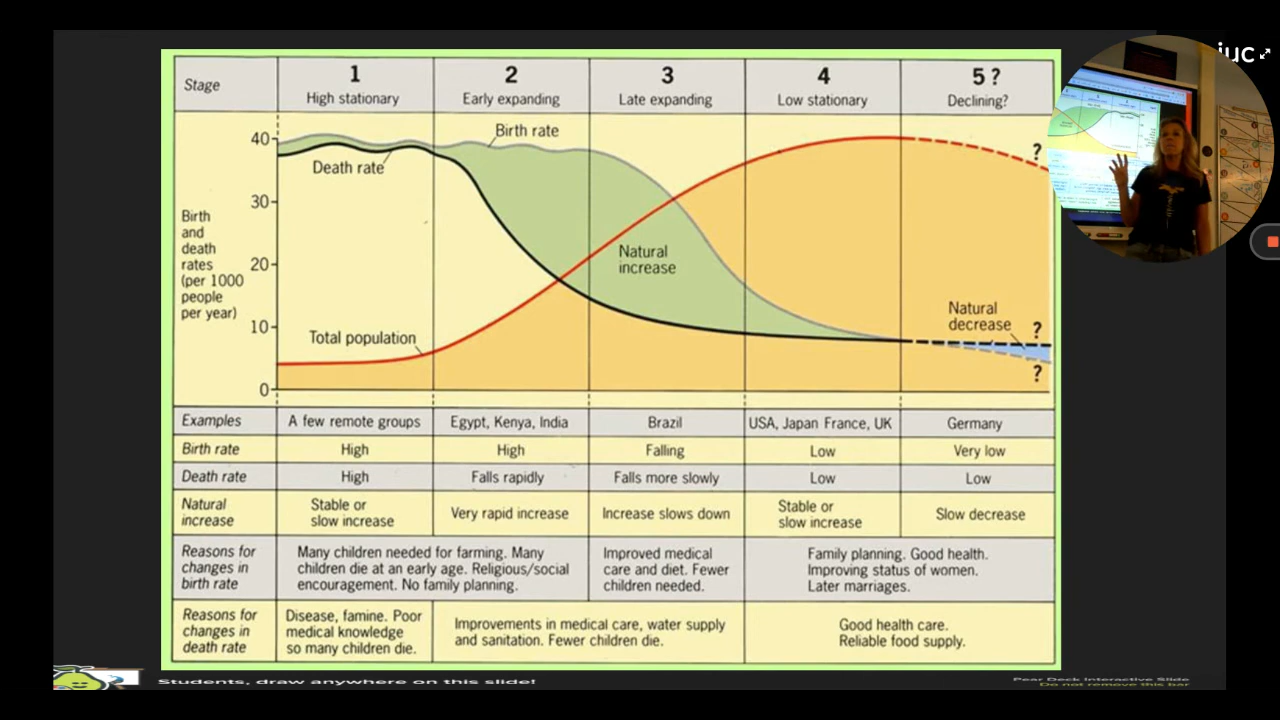 Stage
1
High stationary
2
Early expanding
3
Late expanding
4
Low stationary
5 ?
Declining?
40
30
20
10
0
Birth
and
death
rates
(per 1000
people
per year)
Birth rate
Death rate
Natural
increase
Total population
Natural
decrease
?
?
?
Examples
A few remote groups
Egypt, Kenya, India
Brazil
USA, Japan France, UK
Germany
Birth rate
High
High
Falling
Low
Very low
Death rate
High
Falls rapidly
Falls more slowly
Low
Low
Natural
increase
Stable or
slow increase
Very rapid increase
Increase slows down
Stable or
slow increase
Slow decrease
Reasons for
changes in
birth rate
Many children needed for farming. Many
children die at an early age. Religious/social
encouragement. No family planning.
Improved medical
care and diet. Fewer
children needed.
Family planning. Good health.
Improving status of women.
Later marriages.
Reasons for
changes in
death rate
Disease, famine. Poor
medical knowledge
so many children die.
Improvements in medical care, water supply
and sanitation. Fewer children die.
Good health care.
Reliable food supply.
Students, draw anywhere on this slide!
Pear Deck Interactive Slide
Do not remove this bar